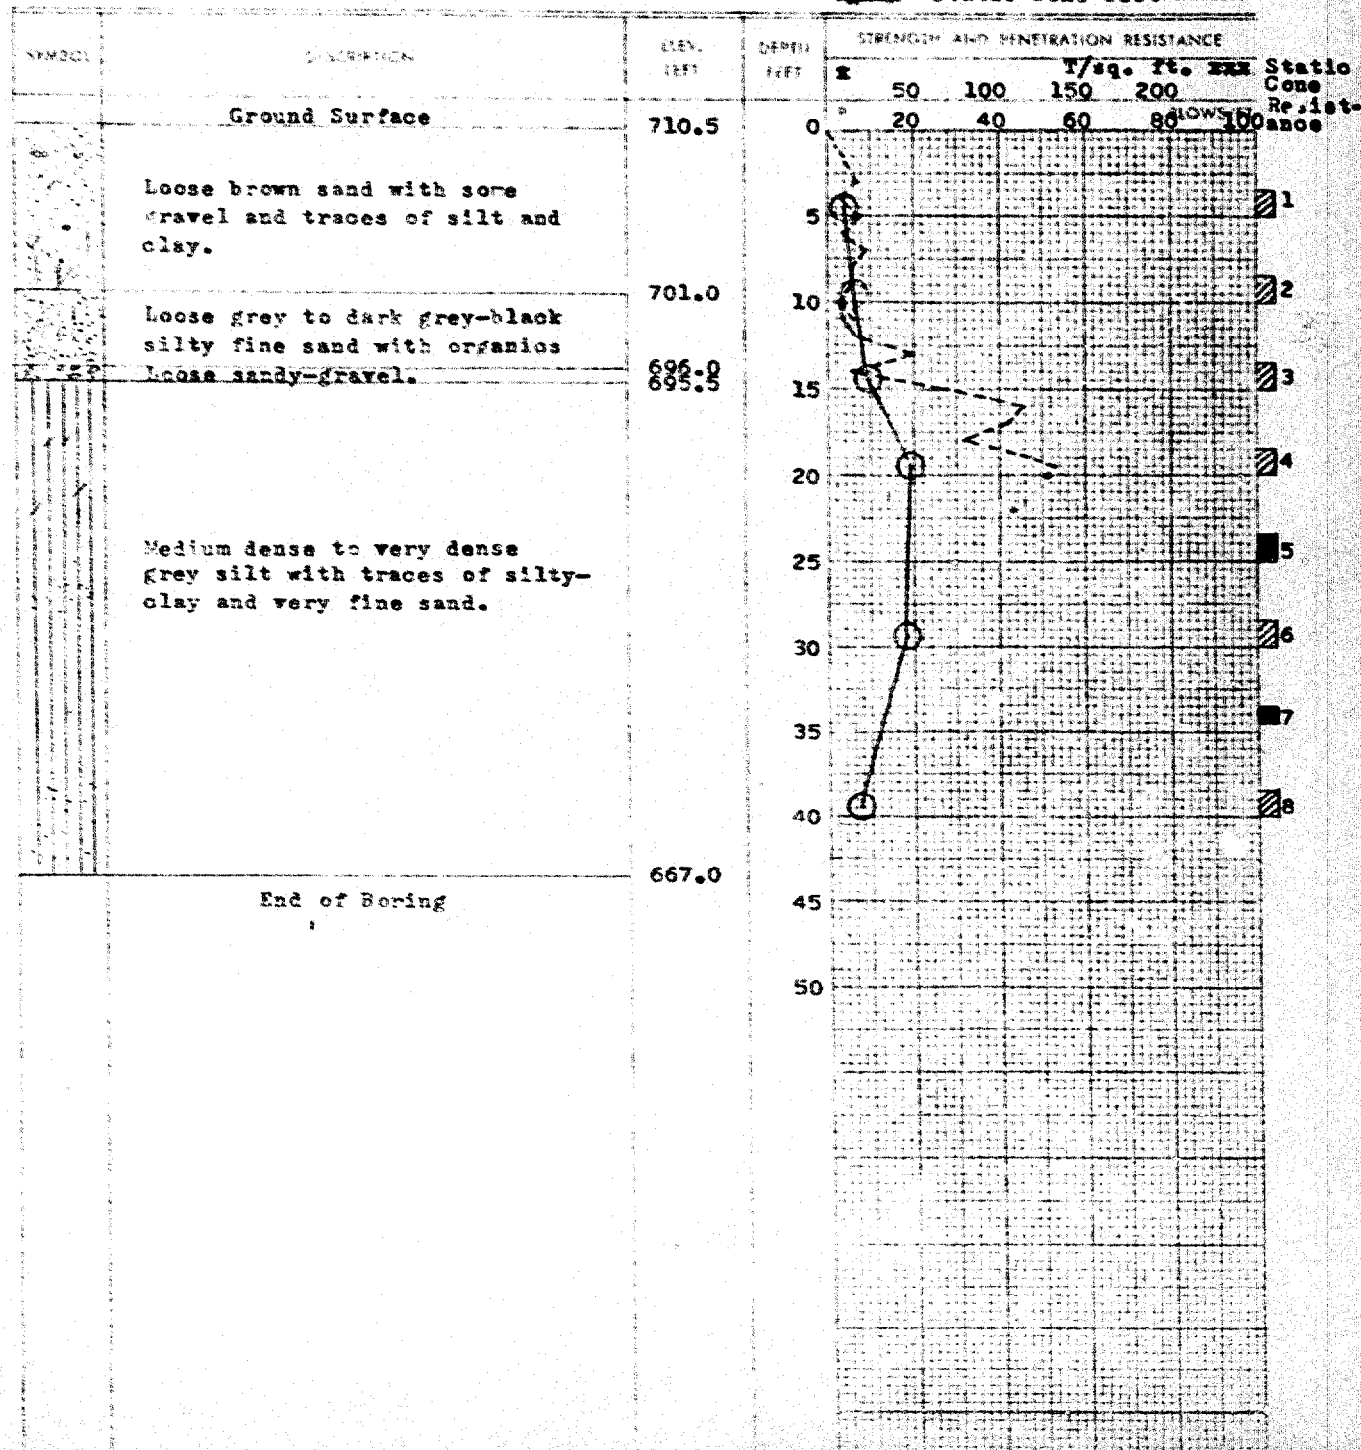 SYMBOL
DESCRIPTION
ELEV. FEET
DEPTH FEET
STRENGTH AND PENETRATION RESISTANCE
T/sq. ft. xxx Static
Cone
Resist-
ance
50 100 150 200
BLOWS
20 40 60 80 100
Ground Surface
710.5
0
Loose brown sand with some
gravel and traces of silt and
clay.
1
5
701.0
2
10
Loose grey to dark grey-black
silty fine sand with organics
696.0
Loose sandy-gravel.
695.5
3
15
4
20
Medium dense to very dense
grey silt with traces of silty-
clay and very fine sand.
5
25
6
30
7
35
8
40
667.0
End of Boring
45
50